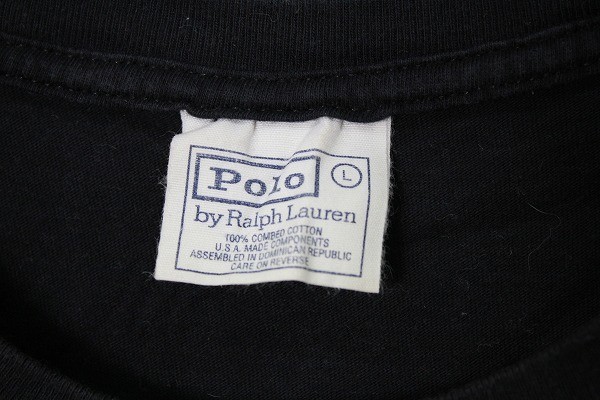 Polo L
by Ralph Lauren
100% COMBED COTTON
U.S.A. MADE COMPONENTS
ASSEMBLED IN DOMINICAN REPUBLIC
CARE ON REVERSE